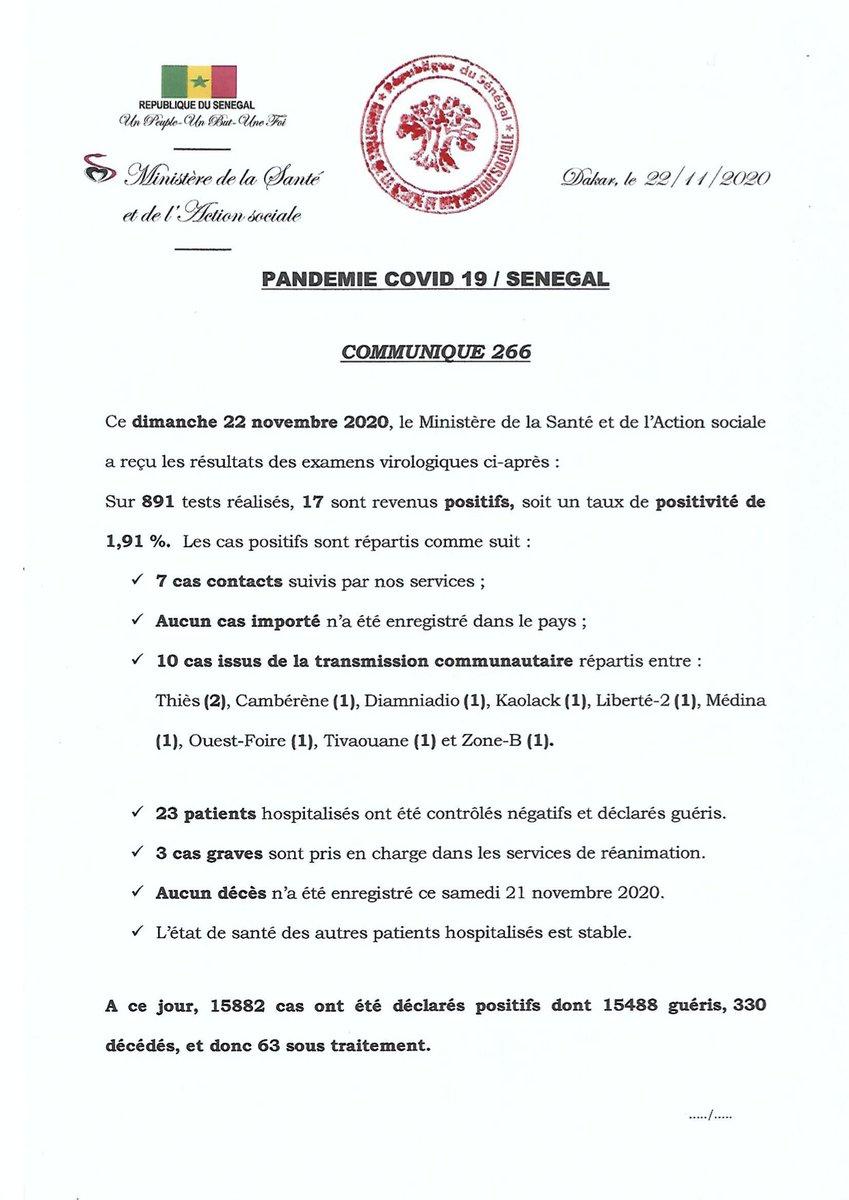 REPUBLIQUE DU SENEGAL
Un Peuple-Un But-Une Foi
Ministère de la Santé
et de l'Action sociale
République du Sénégal
MINISTÈRE DE LA SANTÉ ET DE L'ACTION SOCIALE
Dakar, le 22/11/2020
PANDEMIE COVID 19 / SENEGAL
COMMUNIQUE 266
Ce dimanche 22 novembre 2020, le Ministère de la Santé et de l'Action sociale
a reçu les résultats des examens virologiques ci-après :
Sur 891 tests réalisés, 17 sont revenus positifs, soit un taux de positivité de
1,91 %. Les cas positifs sont répartis comme suit :
✓ 7 cas contacts suivis par nos services ;
✓ Aucun cas importé n'a été enregistré dans le pays ;
✓ 10 cas issus de la transmission communautaire répartis entre :
Thiès (2), Cambérène (1), Diamniadio (1), Kaolack (1), Liberté-2 (1), Médina
(1), Ouest-Foire (1), Tivaouane (1) et Zone-B (1).
✓ 23 patients hospitalisés ont été contrôlés négatifs et déclarés guéris.
✓ 3 cas graves sont pris en charge dans les services de réanimation.
✓ Aucun décès n'a été enregistré ce samedi 21 novembre 2020.
✓ L'état de santé des autres patients hospitalisés est stable.
A ce jour, 15882 cas ont été déclarés positifs dont 15488 guéris, 330
décédés, et donc 63 sous traitement.
...../.....